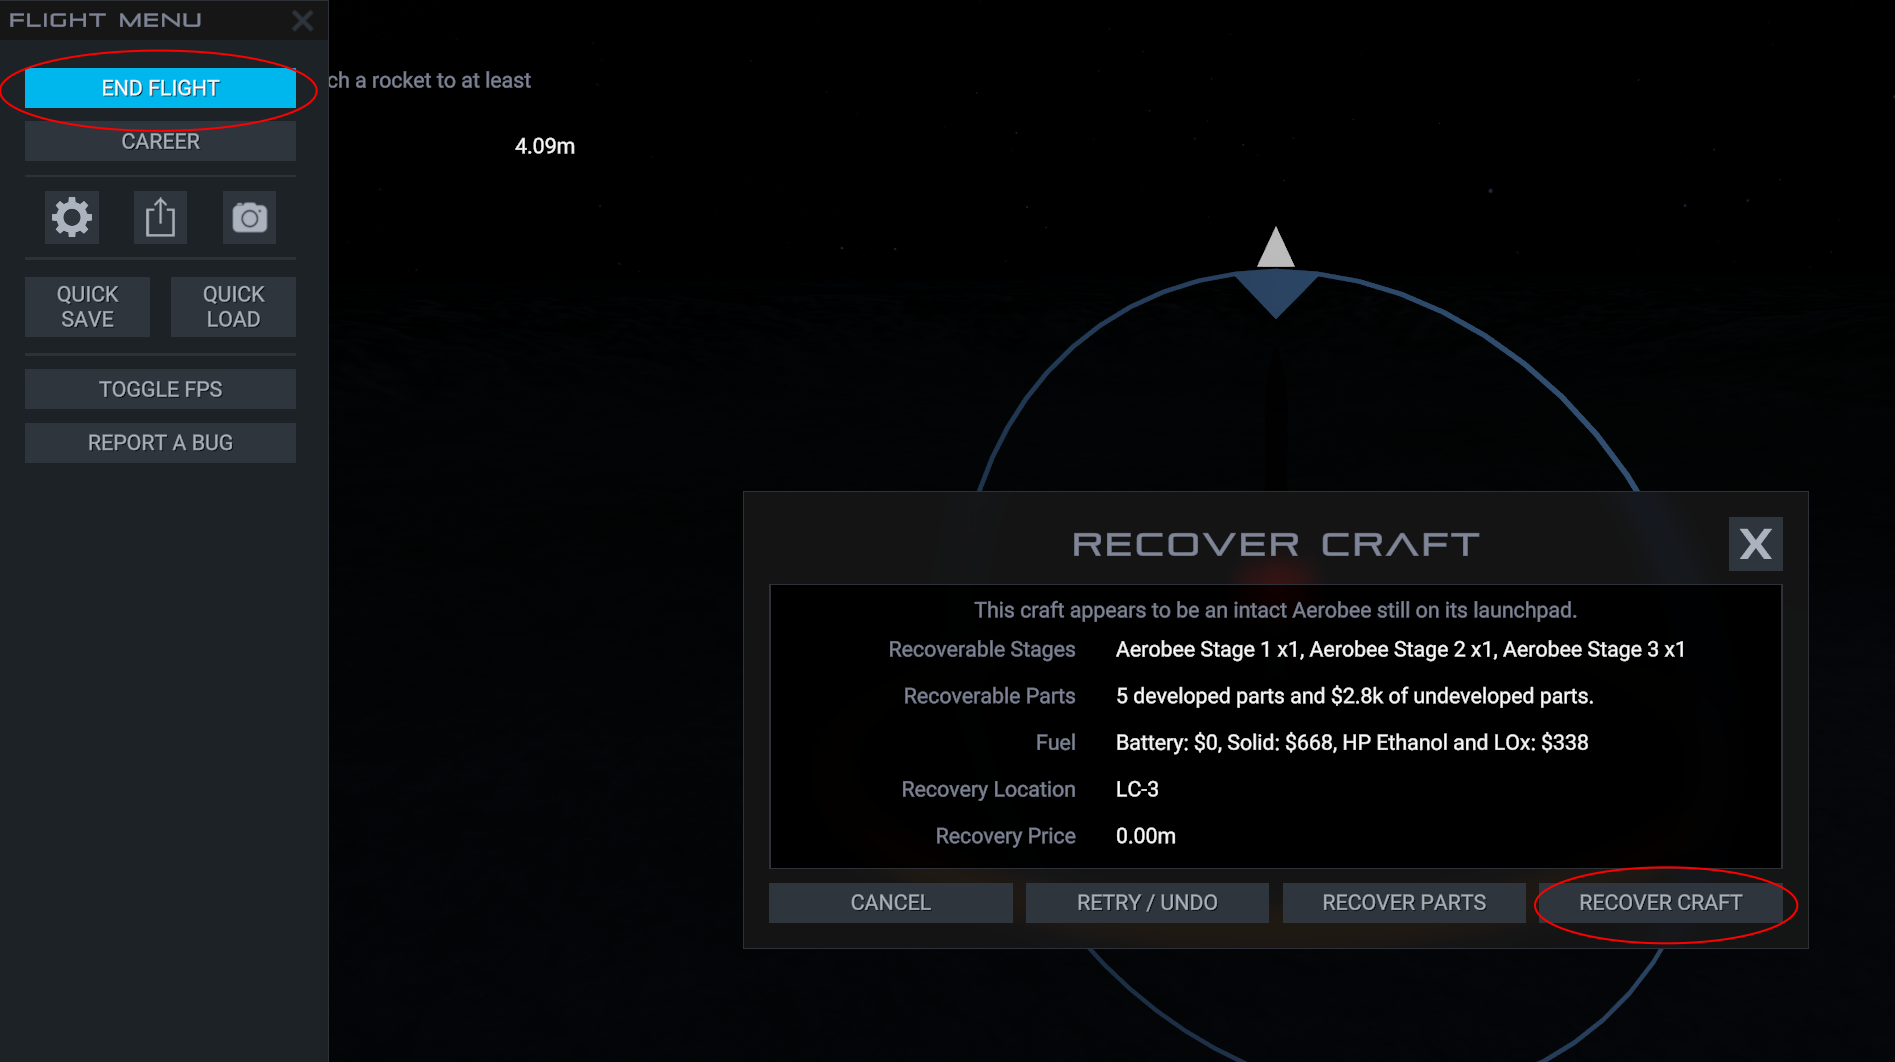 FLIGHT MENU
END FLIGHT
ch a rocket to at least
CAREER
4.09m
QUICK
SAVE
QUICK
LOAD
TOGGLE FPS
REPORT A BUG
RECOVER CRAFT
X
This craft appears to be an intact Aerobee still on its launchpad.
Recoverable Stages Aerobee Stage 1 x1, Aerobee Stage 2 x1, Aerobee Stage 3 x1
Recoverable Parts 5 developed parts and $2.8k of undeveloped parts.
Fuel Battery: $0, Solid: $668, HP Ethanol and LOx: $338
Recovery Location LC-3
Recovery Price 0.00m
CANCEL
RETRY / UNDO
RECOVER PARTS
RECOVER CRAFT